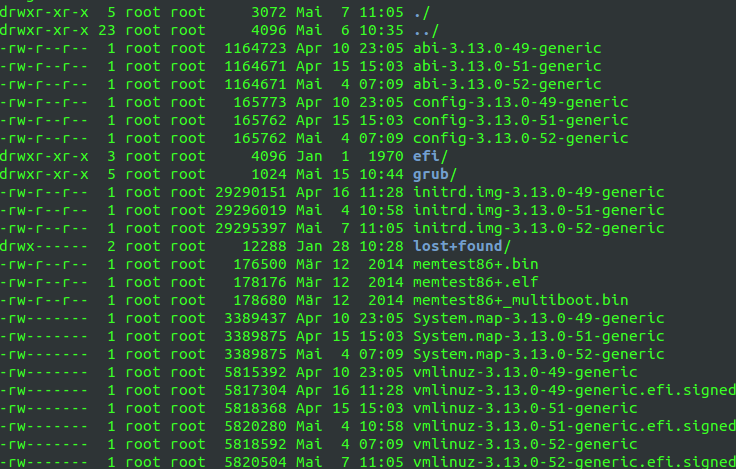 drwxr-xr-x  5 root root     3072 Mai  7 11:05 ./
drwxr-xr-x 23 root root     4096 Mai  6 10:35 ../
-rw-r--r--  1 root root  1164723 Apr 10 23:05 abi-3.13.0-49-generic
-rw-r--r--  1 root root  1164671 Apr 15 15:03 abi-3.13.0-51-generic
-rw-r--r--  1 root root  1164671 Mai  4 07:09 abi-3.13.0-52-generic
-rw-r--r--  1 root root   165773 Apr 10 23:05 config-3.13.0-49-generic
-rw-r--r--  1 root root   165762 Apr 15 15:03 config-3.13.0-51-generic
-rw-r--r--  1 root root   165762 Mai  4 07:09 config-3.13.0-52-generic
drwxr-xr-x  3 root root     4096 Jan  1  1970 efi/
drwxr-xr-x  5 root root     1024 Mai 15 10:44 grub/
-rw-r--r--  1 root root 29290151 Apr 16 11:28 initrd.img-3.13.0-49-generic
-rw-r--r--  1 root root 29296019 Mai  4 10:58 initrd.img-3.13.0-51-generic
-rw-r--r--  1 root root 29295397 Mai  7 11:05 initrd.img-3.13.0-52-generic
drwx------  2 root root    12288 Jan 28 10:28 lost+found/
-rw-r--r--  1 root root   176500 Mär 12  2014 memtest86+.bin
-rw-r--r--  1 root root   178176 Mär 12  2014 memtest86+.elf
-rw-r--r--  1 root root   178680 Mär 12  2014 memtest86+_multiboot.bin
-rw-------  1 root root  3389437 Apr 10 23:05 System.map-3.13.0-49-generic
-rw-------  1 root root  3389875 Apr 15 15:03 System.map-3.13.0-51-generic
-rw-------  1 root root  3389875 Mai  4 07:09 System.map-3.13.0-52-generic
-rw-------  1 root root  5815392 Apr 10 23:05 vmlinuz-3.13.0-49-generic
-rw-------  1 root root  5817304 Apr 16 11:28 vmlinuz-3.13.0-49-generic.efi.signed
-rw-------  1 root root  5818368 Apr 15 15:03 vmlinuz-3.13.0-51-generic
-rw-------  1 root root  5820280 Mai  4 10:58 vmlinuz-3.13.0-51-generic.efi.signed
-rw-------  1 root root  5818592 Mai  4 07:09 vmlinuz-3.13.0-52-generic
-rw-------  1 root root  5820504 Mai  7 11:05 vmlinuz-3.13.0-52-generic.efi.signed